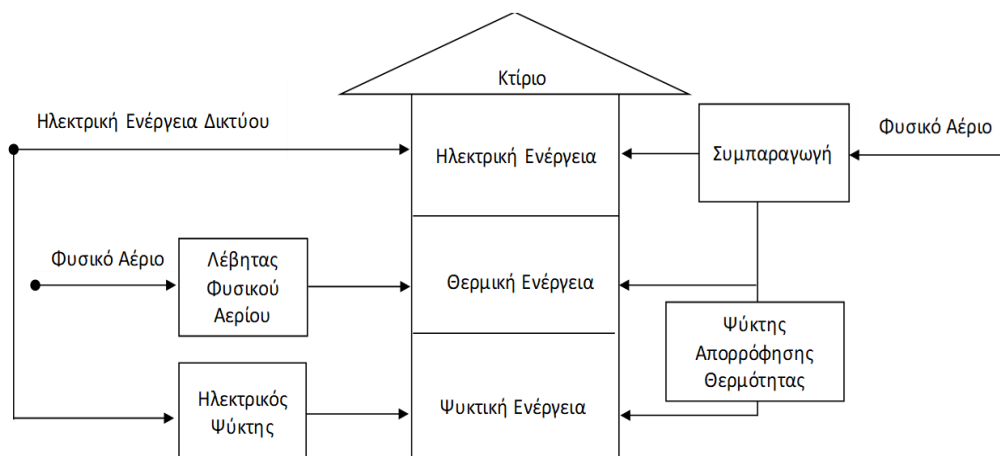 Κτίριο
Ηλεκτρική Ενέργεια Δικτύου
Ηλεκτρική Ενέργεια
Συμπαραγωγή
Φυσικό Αέριο
Φυσικό Αέριο
Λέβητας
Φυσικού
Αερίου
Θερμική Ενέργεια
Ψύκτης
Απορρόφησης
Θερμότητας
Ηλεκτρικός
Ψύκτης
Ψυκτική Ενέργεια